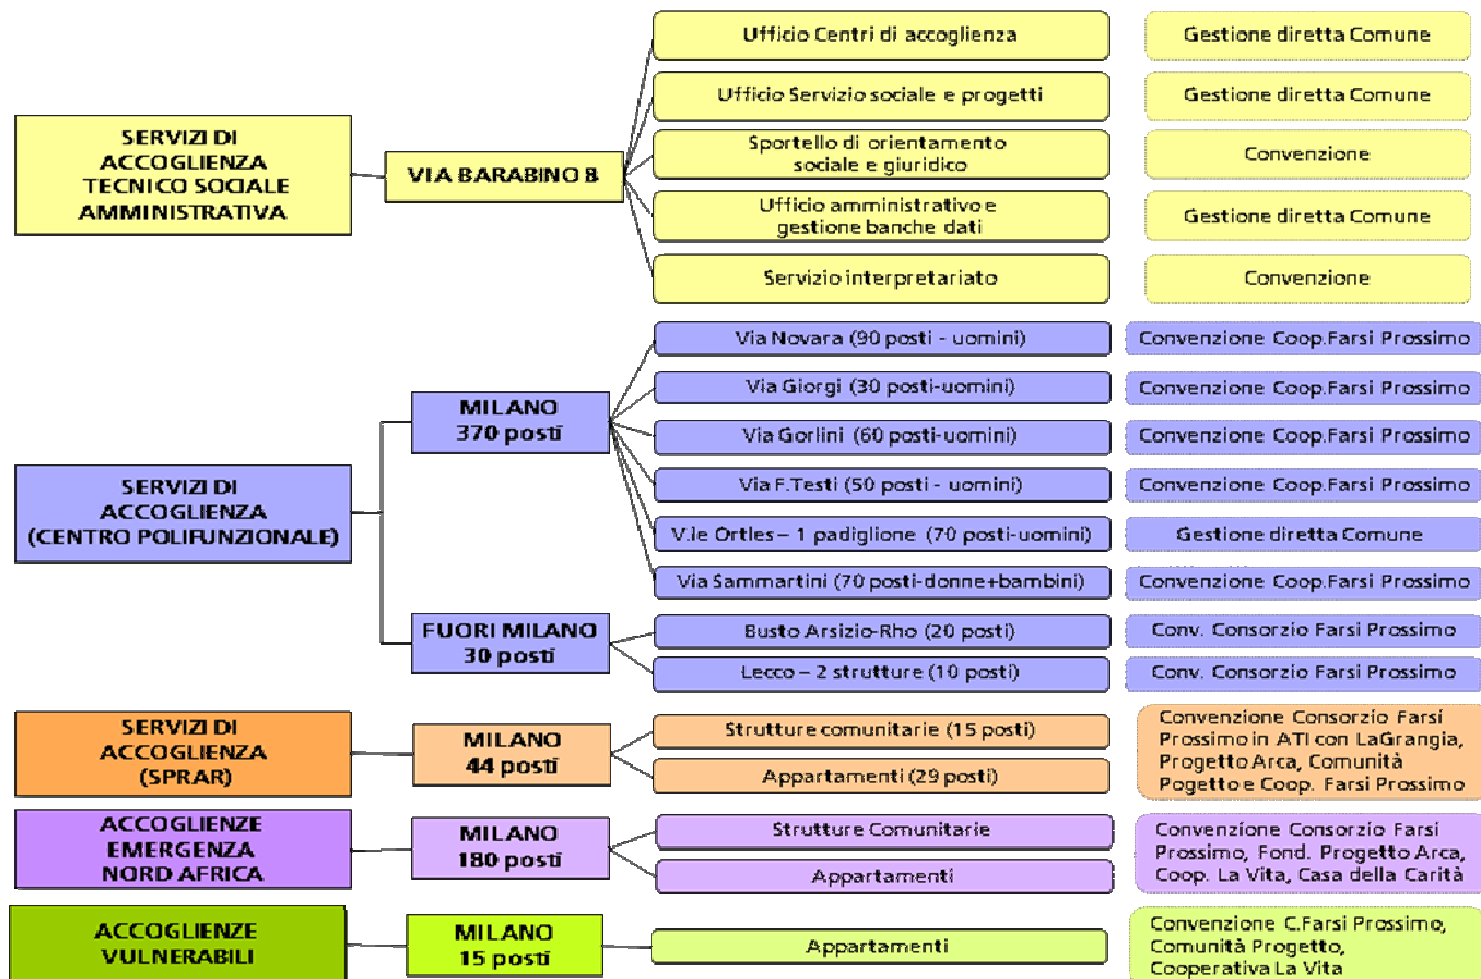 SERVIZI DI
ACCOGLIENZA
TECNICO SOCIALE
AMMINISTRATIVA
VIA BARABINO 8
Ufficio Centri di accoglienza
Gestione diretta Comune
Ufficio Servizio sociale e progetti
Gestione diretta Comune
Sportello di orientamento
sociale e giuridico
Convenzione
Ufficio amministrativo e
gestione banche dati
Gestione diretta Comune
Servizio interpretariato
Convenzione
SERVIZI DI
ACCOGLIENZA
(CENTRO POLIFUNZIONALE)
MILANO
370 posti
Via Novara (90 posti - uomini)
Convenzione Coop.Farsi Prossimo
Via Giorgi (30 posti-uomini)
Convenzione Coop.Farsi Prossimo
Via Gorlini (60 posti-uomini)
Convenzione Coop.Farsi Prossimo
Via F.Testi (50 posti - uomini)
Convenzione Coop.Farsi Prossimo
V.le Ortles – 1 padiglione (70 posti-uomini)
Gestione diretta Comune
Via Sammartini (70 posti-donne+bambini)
Convenzione Coop.Farsi Prossimo
FUORI MILANO
30 posti
Busto Arsizio-Rho (20 posti)
Conv. Consorzio Farsi Prossimo
Lecco – 2 strutture (10 posti)
Conv. Consorzio Farsi Prossimo
SERVIZI DI
ACCOGLIENZA
(SPRAR)
MILANO
44 posti
Strutture comunitarie (15 posti)
Appartamenti (29 posti)
Convenzione Consorzio Farsi
Prossimo in ATI con LaGrangia,
Progetto Arca, Comunità
Pogetto e Coop. Farsi Prossimo
ACCOGLIENZE
EMERGENZA
NORD AFRICA
MILANO
180 posti
Strutture Comunitarie
Appartamenti
Convenzione Consorzio Farsi
Prossimo, Fond. Progetto Arca,
Coop. La Vita, Casa della Carità
ACCOGLIENZE
VULNERABILI
MILANO
15 posti
Appartamenti
Convenzione C.Farsi Prossimo,
Comunità Progetto,
Cooperativa La Vita